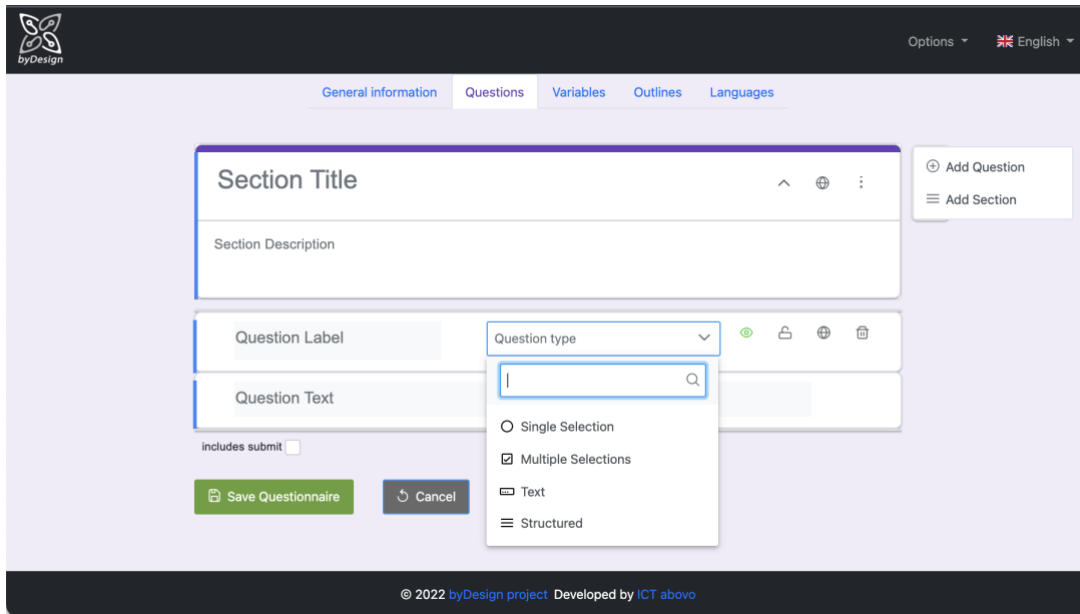 byDesign
Options English
General information Questions Variables Outlines Languages
Section Title
Add Question
Add Section
Section Description
Question Label
Question type
Question Text
Single Selection
includes submit
Multiple Selections
Text
Save Questionnaire Cancel
Structured
© 2022 byDesign project Developed by ICT abovo